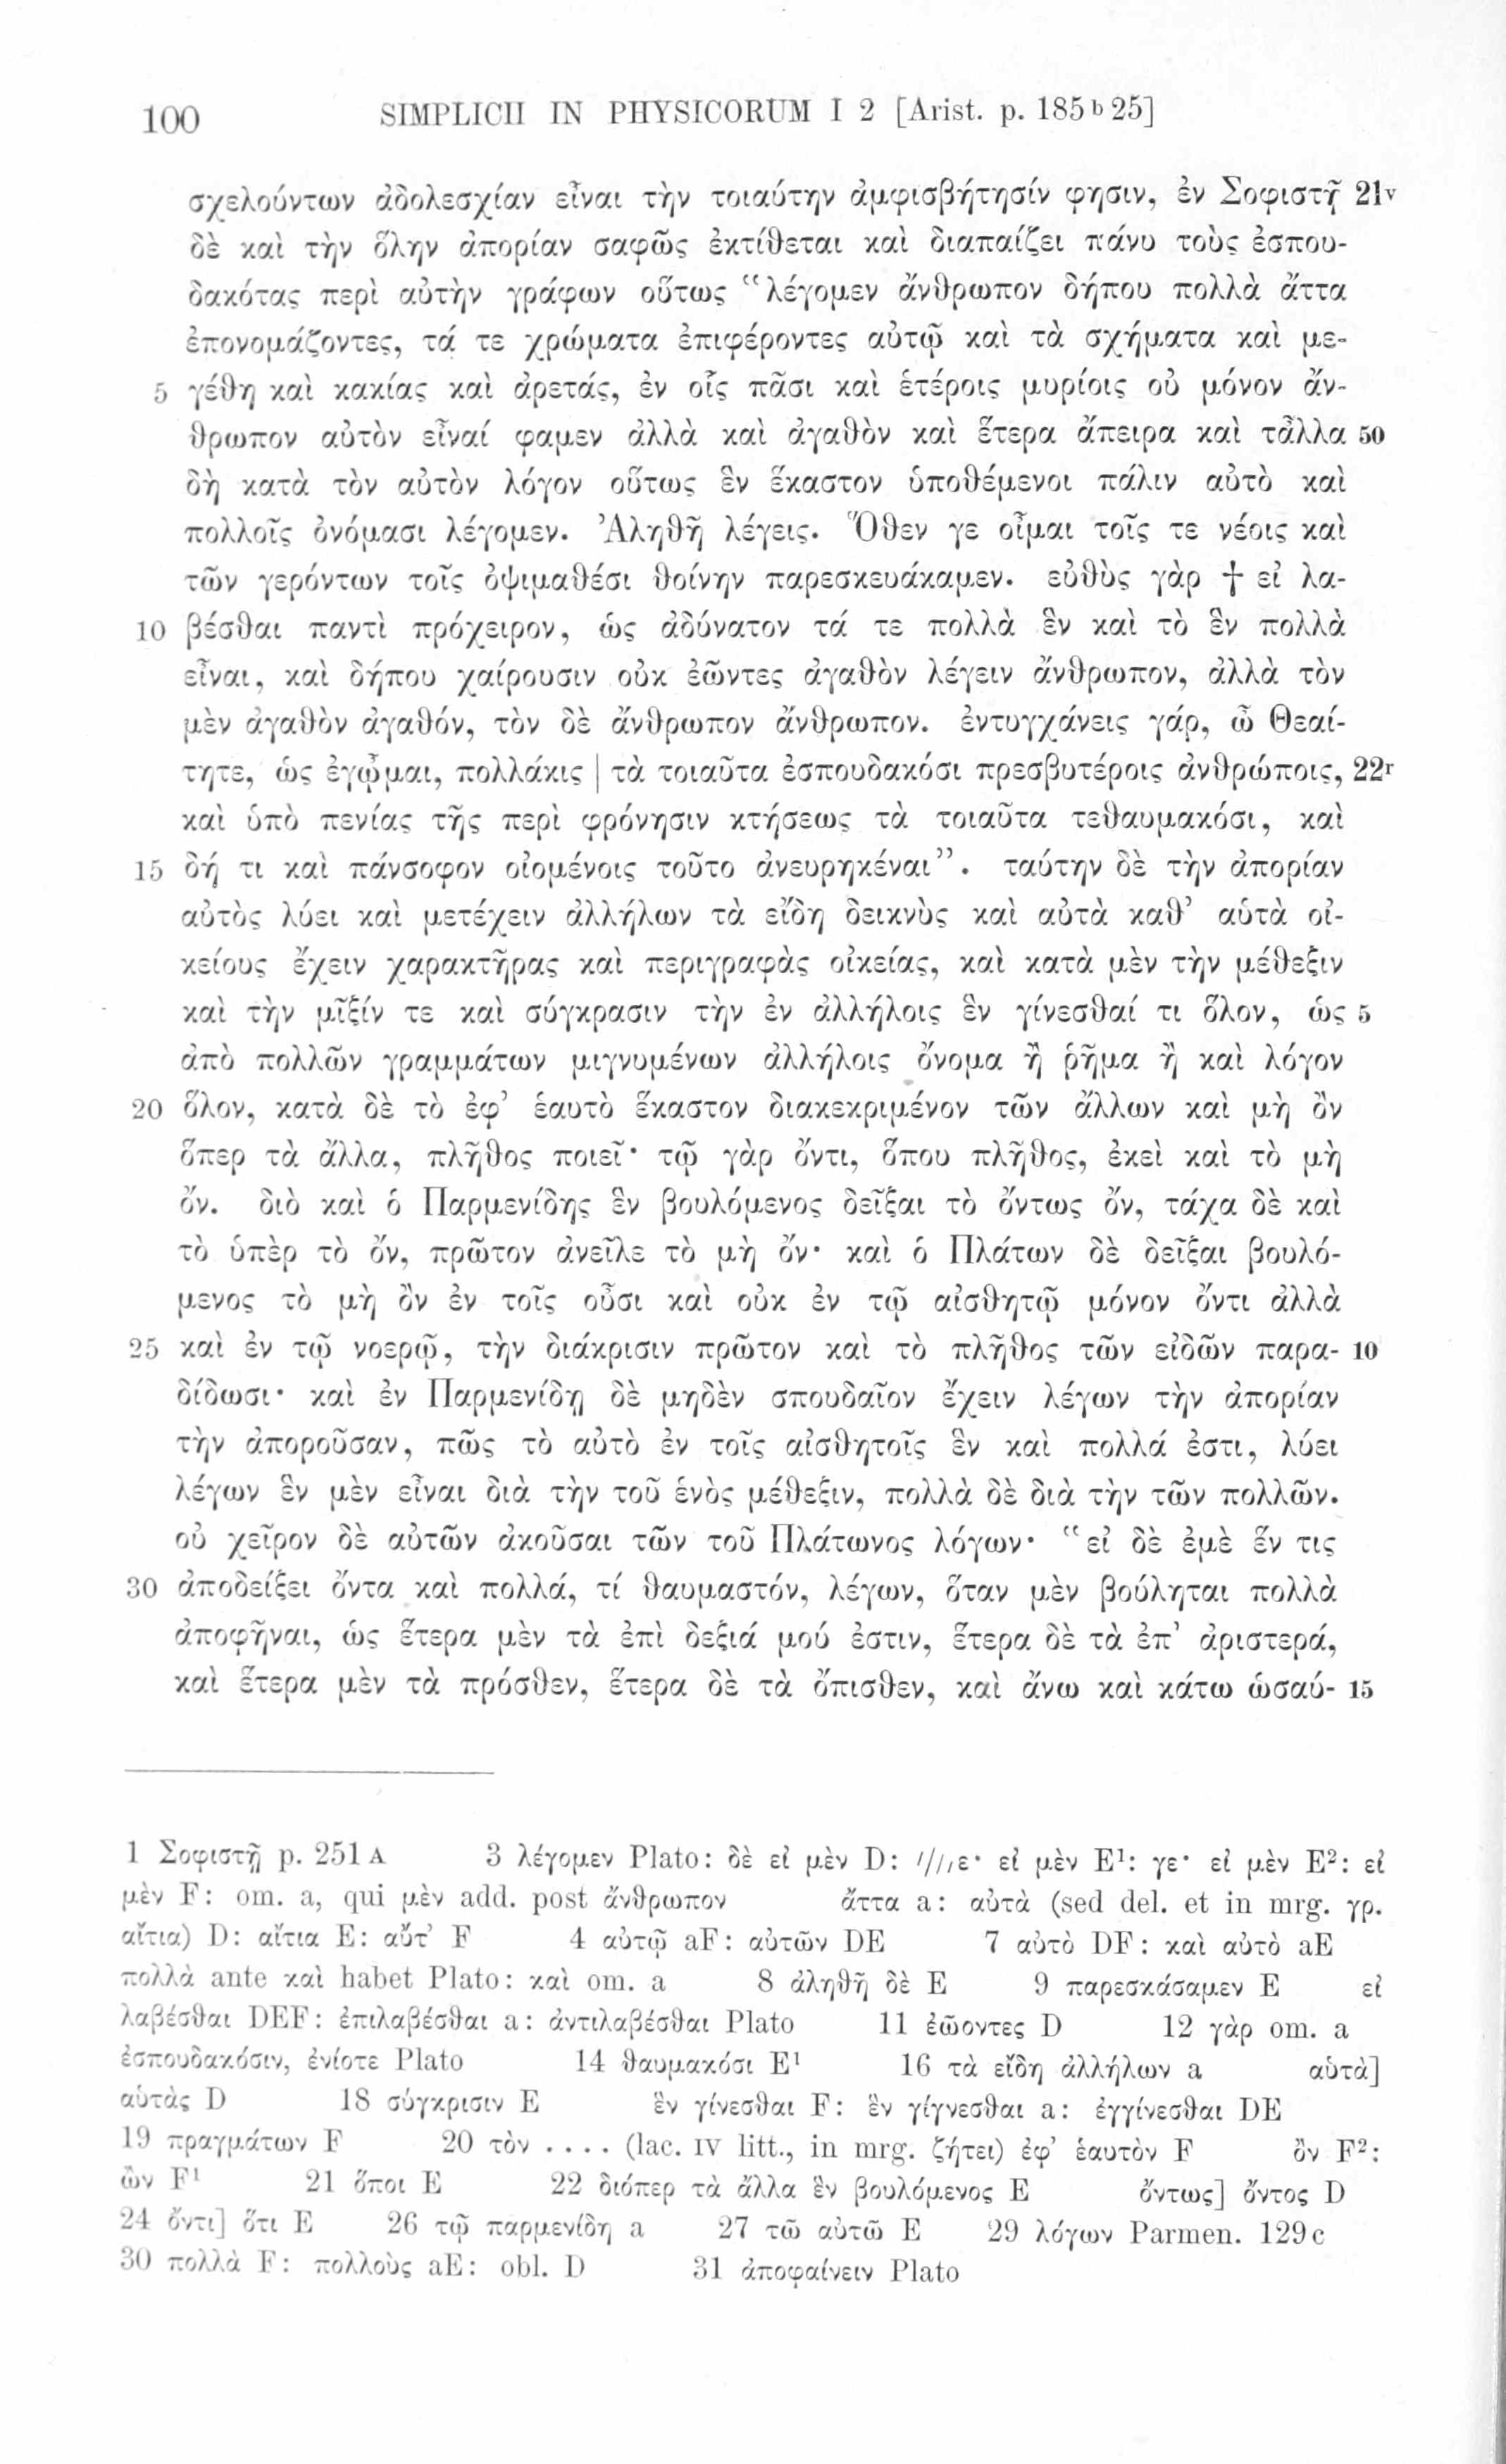 100 SIMPLICII IN PHYSICORUM I 2 [Arist. p. 185 b 25]
σχελούντων ἀδολεσχίαν εἶναι τὴν τοιαύτην ἀμφισβήτησίν φησιν, ἐν Σοφιστῇ 21v
δὲ καὶ τὴν ὅλην ἀπορίαν σαφῶς ἐκτίθεται καὶ διαπαίζει πάνυ τοὺς ἐσπου-
δακότας περὶ αὐτὴν γράφων οὕτως “λέγομεν ἄνθρωπον δήπου πολλὰ ἄττα
ἐπονομάζοντες, τά τε χρώματα ἐπιφέροντες αὐτῷ καὶ τὰ σχήματα καὶ με-
5 γέθη καὶ κακίας καὶ ἀρετάς, ἐν οἷς πᾶσι καὶ ἑτέροις μυρίοις οὐ μόνον ἄν-
θρωπον αὐτὸν εἶναί φαμεν ἀλλὰ καὶ ἀγαθὸν καὶ ἕτερα ἄπειρα καὶ τἆλλα 50
δὴ κατὰ τὸν αὐτὸν λόγον οὕτως ἓν ἕκαστον ὑποθέμενοι πάλιν αὐτὸ καὶ
πολλοῖς ὀνόμασι λέγομεν. Ἀληθῆ λέγεις. Ὅθεν γε οἶμαι τοῖς τε νέοις καὶ
τῶν γερόντων τοῖς ὀψιμαθέσι θοίνην παρεσκευάκαμεν. εὐθὺς γὰρ † εἰ λα-
10 βέσθαι παντὶ πρόχειρον, ὡς ἀδύνατον τά τε πολλὰ ἓν καὶ τὸ ἓν πολλὰ
εἶναι, καὶ δήπου χαίρουσιν οὐκ ἐῶντες ἀγαθὸν λέγειν ἄνθρωπον, ἀλλὰ τὸν
μὲν ἀγαθὸν ἀγαθόν, τὸν δὲ ἄνθρωπον ἄνθρωπον. ἐντυγχάνεις γάρ, ὦ Θεαί-
τητε, ὡς ἐγᾦμαι, πολλάκις | τὰ τοιαῦτα ἐσπουδακόσι πρεσβυτέροις ἀνθρώποις, 22r
καὶ ὑπὸ πενίας τῆς περὶ φρόνησιν κτήσεως τὰ τοιαῦτα τεθαυμακόσι, καὶ
15 δή τι καὶ πάνσοφον οἰομένοις τοῦτο ἀνευρηκέναι”. ταύτην δὲ τὴν ἀπορίαν
αὐτὸς λύει καὶ μετέχειν ἀλλήλων τὰ εἴδη δεικνὺς καὶ αὐτὰ καθ’ αὑτὰ οἰ-
κείους ἔχειν χαρακτῆρας καὶ περιγραφὰς οἰκείας, καὶ κατὰ μὲν τὴν μέθεξιν
καὶ τὴν μῖξίν τε καὶ σύγκρασιν τὴν ἐν ἀλλήλοις ἓν γίνεσθαί τι ὅλον, ὡς 5
ἀπὸ πολλῶν γραμμάτων μιγνυμένων ἀλλήλοις ὄνομα ἢ ῥῆμα ἢ καὶ λόγον
20 ὅλον, κατὰ δὲ τὸ ἐφ’ ἑαυτὸ ἕκαστον διακεκριμένον τῶν ἄλλων καὶ μὴ ὂν
ὅπερ τὰ ἄλλα, πλῆθος ποιεῖ· τῷ γὰρ ὄντι, ὅπου πλῆθος, ἐκεῖ καὶ τὸ μὴ
ὄν. διὸ καὶ ὁ Παρμενίδης ἓν βουλόμενος δεῖξαι τὸ ὄντως ὄν, τάχα δὲ καὶ
τὸ ὑπὲρ τὸ ὄν, πρῶτον ἀνεῖλε τὸ μὴ ὄν· καὶ ὁ Πλάτων δὲ δεῖξαι βουλό-
μενος τὸ μὴ ὂν ἐν τοῖς οὖσι καὶ οὐκ ἐν τῷ αἰσθητῷ μόνον ὄντι ἀλλὰ
25 καὶ ἐν τῷ νοερῷ, τὴν διάκρισιν πρῶτον καὶ τὸ πλῆθος τῶν εἰδῶν παρα- 10
δίδωσι· καὶ ἐν Παρμενίδῃ δὲ μηδὲν σπουδαῖον ἔχειν λέγων τὴν ἀπορίαν
τὴν ἀποροῦσαν, πῶς τὸ αὐτὸ ἐν τοῖς αἰσθητοῖς ἓν καὶ πολλά ἐστι, λύει
λέγων ἓν μὲν εἶναι διὰ τὴν τοῦ ἑνὸς μέθεξιν, πολλὰ δὲ διὰ τὴν τῶν πολλῶν.
οὐ χεῖρον δὲ αὐτῶν ἀκοῦσαι τῶν τοῦ Πλάτωνος λόγων· “εἰ δὲ ἐμὲ ἕν τις
30 ἀποδείξει ὄντα καὶ πολλά, τί θαυμαστόν, λέγων, ὅταν μὲν βούληται πολλὰ
ἀποφῆναι, ὡς ἕτερα μὲν τὰ ἐπὶ δεξιά μού ἐστιν, ἕτερα δὲ τὰ ἐπ’ ἀριστερά,
καὶ ἕτερα μὲν τὰ πρόσθεν, ἕτερα δὲ τὰ ὄπισθεν, καὶ ἄνω καὶ κάτω ὡσαύ- 15
1 Σοφιστῇ p. 251 A 3 λέγομεν Plato: δὲ εἰ μὲν D: ε· εἰ μὲν E¹: γε· εἰ μὲν E²: εἰ
μὲν F: om. a, qui μὲν add. post ἄνθρωπον ἄττα a: αὐτὰ (sed del. et in mrg. γρ.
αἴτια) D: αἴτια E: αὔτ’ F 4 αὐτῷ aF: αὐτῶν DE 7 αὐτὸ DF: καὶ αὐτὸ aE
πολλὰ ante καὶ habet Plato: καὶ om. a 8 ἀληθῆ δὲ E 9 παρεσκάσαμεν E εἰ
λαβέσθαι DEF: ἐπιλαβέσθαι a: ἀντιλαβέσθαι Plato 11 ἐῶοντες D 12 γὰρ om. a
ἐσπουδακόσιν, ἐνίοτε Plato 14 θαυμακόσι E¹ 16 τὰ εἴδη ἀλλήλων a αὑτὰ]
αὑτὰς D 18 σύγκρισιν E ἓν γίνεσθαι F: ἓν γίγνεσθαι a: ἐγγίνεσθαι DE
19 πραγμάτων F 20 τὸν . . . . (lac. IV litt., in mrg. ζήτει) ἐφ’ ἑαυτὸν F ὂν F²:
ὢν F¹ 21 ὅποι E 22 διόπερ τὰ ἄλλα ἓν βουλόμενος E ὄντως] ὄντος D
24 ὄντι] ὅτι E 26 τῷ παρμενίδη a 27 τῶ αὐτῶ E 29 λόγων Parmen. 129 c
30 πολλὰ F: πολλοὺς aE: obl. D 31 ἀποφαίνειν Plato